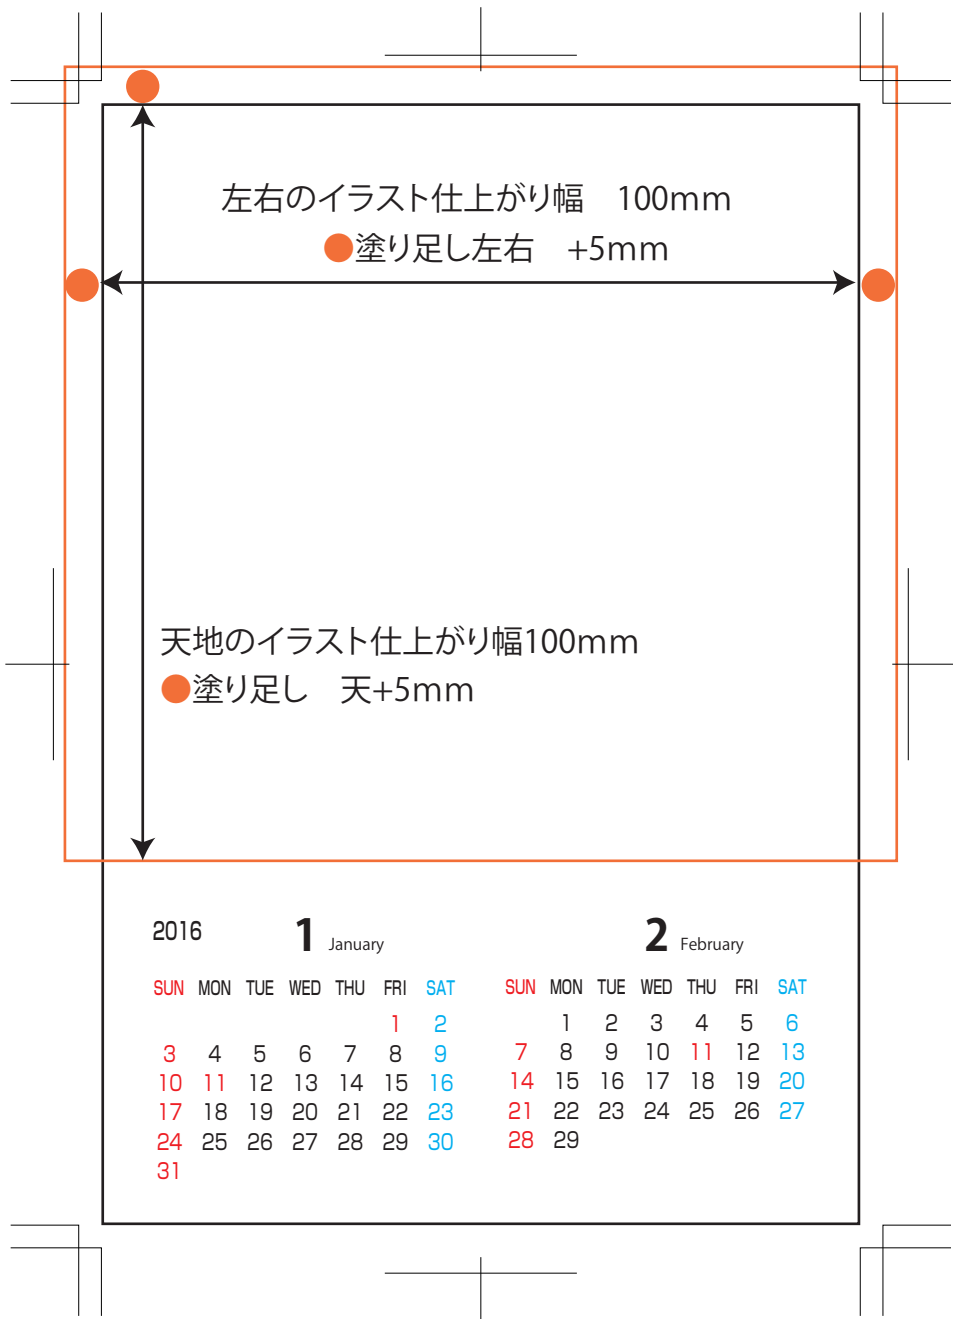 左右のイラスト仕上がり幅　100mm
●塗り足し左右　+5mm
天地のイラスト仕上がり幅100mm
●塗り足し　天+5mm
2016 1 January
SUN MON TUE WED THU FRI SAT
1 2
3 4 5 6 7 8 9
10 11 12 13 14 15 16
17 18 19 20 21 22 23
24 25 26 27 28 29 30
31
2 February
SUN MON TUE WED THU FRI SAT
1 2 3 4 5 6
7 8 9 10 11 12 13
14 15 16 17 18 19 20
21 22 23 24 25 26 27
28 29